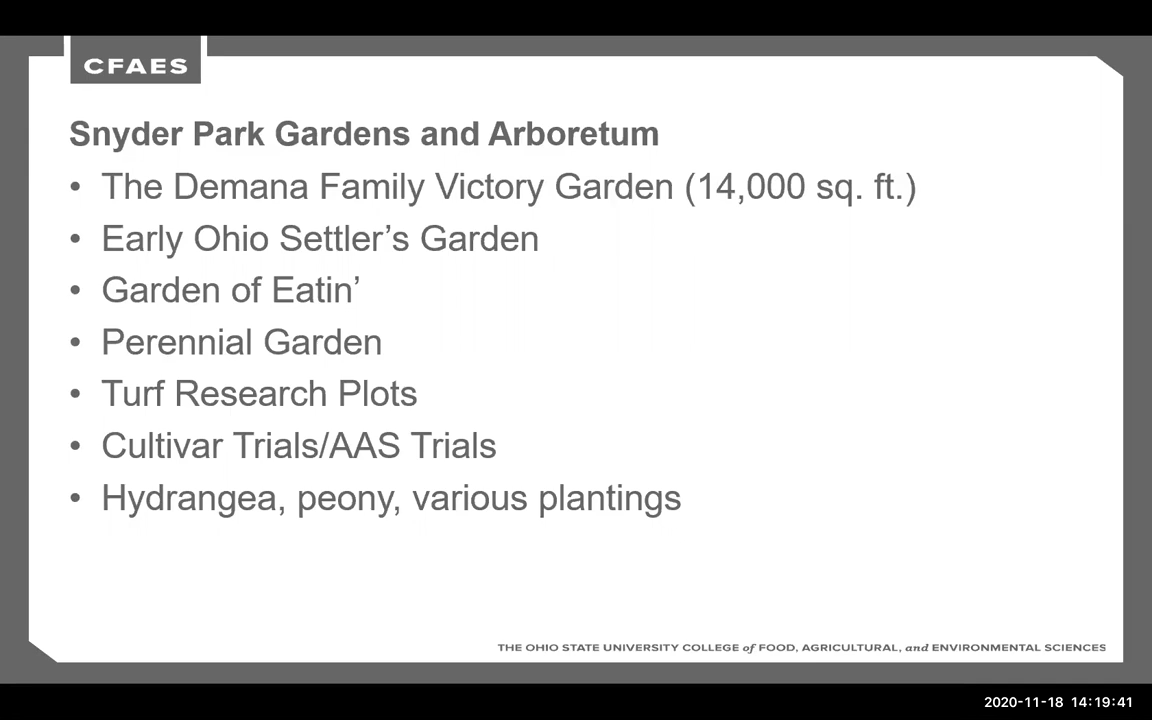 CFAES
Snyder Park Gardens and Arboretum
• The Demana Family Victory Garden (14,000 sq. ft.)
• Early Ohio Settler’s Garden
• Garden of Eatin’
• Perennial Garden
• Turf Research Plots
• Cultivar Trials/AAS Trials
• Hydrangea, peony, various plantings
THE OHIO STATE UNIVERSITY COLLEGE of FOOD, AGRICULTURAL, and ENVIRONMENTAL SCIENCES
2020-11-18 14:19:41